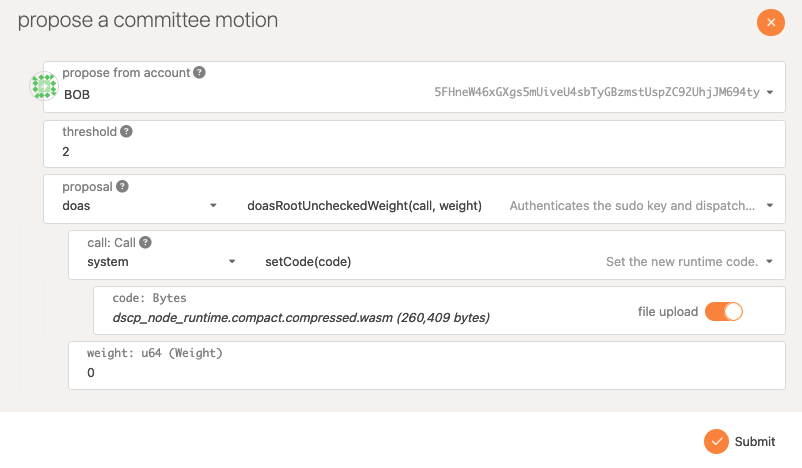 propose a committee motion
propose from account
BOB 5FHneW46xGXgs5mUiveU4sbTyGBzmstUspZC92UhjJM694ty
threshold
2
proposal
doas doasRootUncheckedWeight(call, weight) Authenticates the sudo key and dispatch...
call: Call
system setCode(code) Set the new runtime code.
code: Bytes
dscp_node_runtime.compact.compressed.wasm (260,409 bytes) file upload
weight: u64 (Weight)
0
Submit